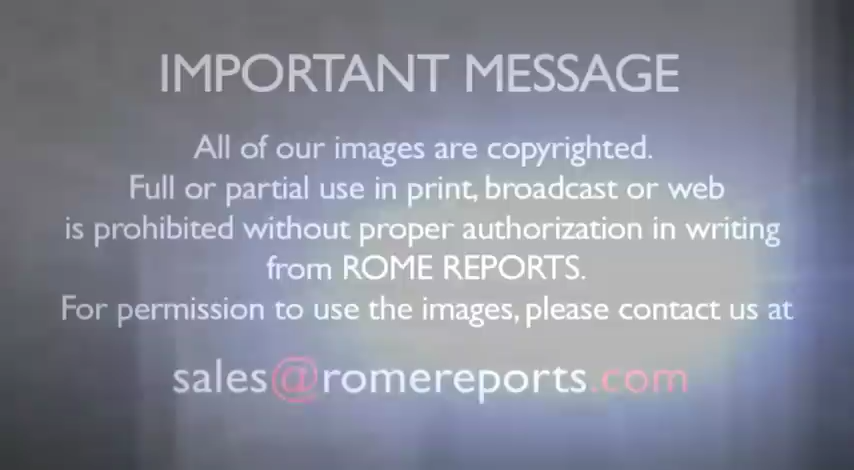 IMPORTANT MESSAGE
All of our images are copyrighted.
Full or partial use in print, broadcast or web
is prohibited without proper authorization in writing
from ROME REPORTS.
For permission to use the images, please contact us at
sales@romereports.com